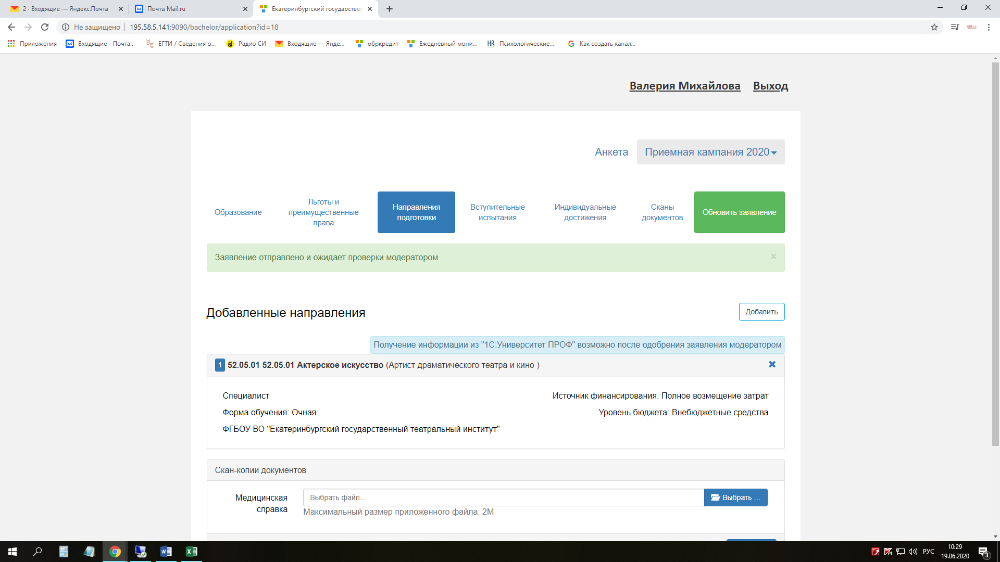 2 · Входящие — Яндекс.Почта
Почта Mail.ru
Екатеринбургский государстве
Не защищено
195.58.5.141:9090/bachelor/application?id=18
Приложения
Входящие - Почта...
ЕГТИ / Сведения о...
Радио СИ
Входящие — Янде...
обркредит
Ежедневный мони...
HR
Психологические...
Как создать канал...
Валерия Михайлова Выход
Анкета
Приемная кампания 2020
Образование
Льготы и
преимущественные
права
Направления
подготовки
Вступительные
испытания
Индивидуальные
достижения
Сканы
документов
Обновить заявление
Заявление отправлено и ожидает проверки модератором
×
Добавленные направления
Добавить
Получение информации из "1С:Университет ПРОФ" возможно после одобрения заявления модератором
1 52.05.01 52.05.01 Актерское искусство (Артист драматического театра и кино )
Специалист
Источник финансирования: Полное возмещение затрат
Форма обучения: Очная
Уровень бюджета: Внебюджетные средства
ФГБОУ ВО "Екатеринбургский государственный театральный институт"
Скан-копии документов
Медицинская
справка
Выбрать файл...
Выбрать ...
Максимальный размер приложенного файла: 2M
РУС
10:29
19.06.2020
3